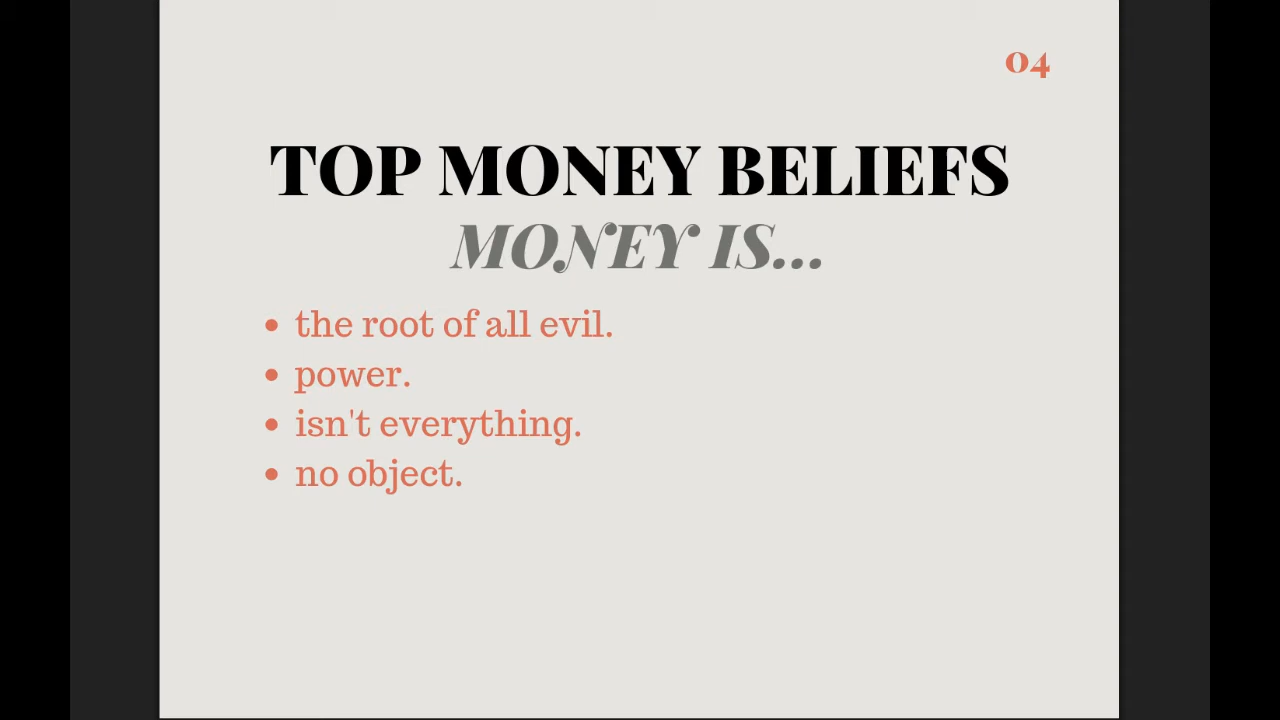 04
TOP MONEY BELIEFS
MONEY IS...
• the root of all evil.
• power.
• isn't everything.
• no object.